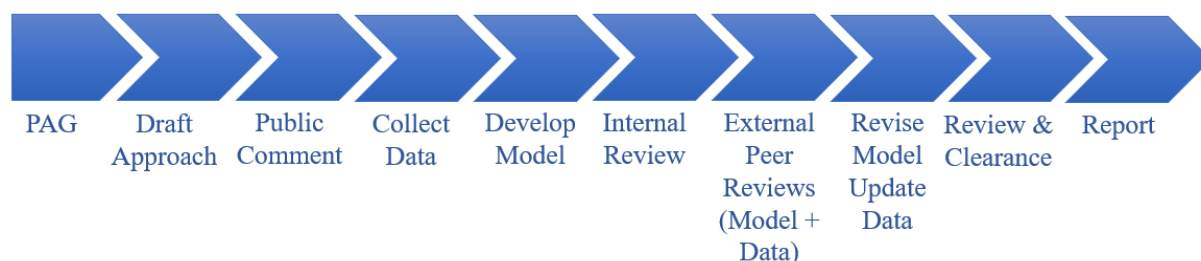 PAG
Draft
Approach
Public
Comment
Collect
Data
Develop
Model
Internal
Review
External
Peer
Reviews
(Model +
Data)
Revise
Model
Update
Data
Review &
Clearance
Report